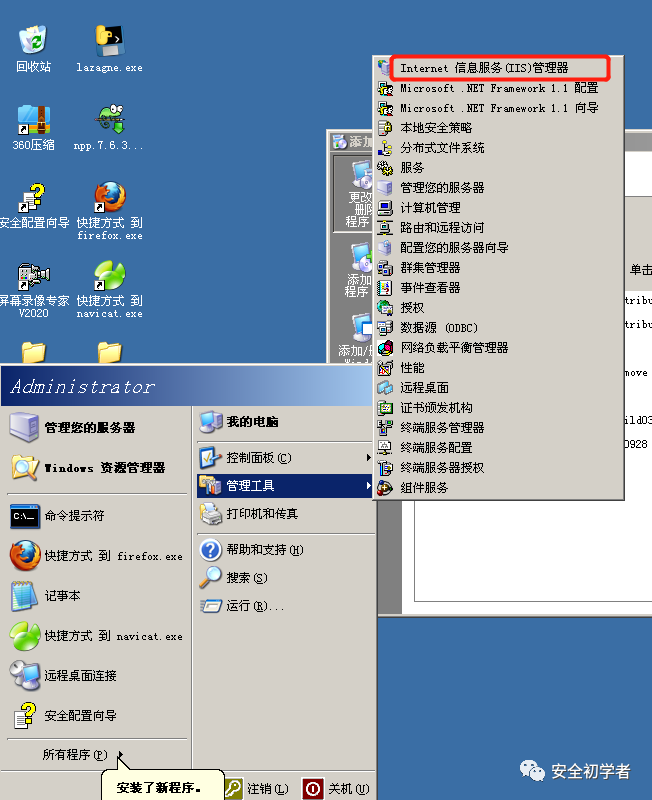 回收站
lazagne.exe
360压缩
npp.7.6.3...
安全配置向导
快捷方式 到
firefox.exe
屏幕录像专家
V2020
快捷方式 到
navicat.exe
添加
更改
删除
程序
添加
程序
添加/
单击
tribu
tribu
move
ild03
0928
Internet 信息服务(IIS)管理器
Microsoft .NET Framework 1.1 配置
Microsoft .NET Framework 1.1 向导
本地安全策略
分布式文件系统
服务
管理您的服务器
计算机管理
路由和远程访问
配置您的服务器向导
群集管理器
事件查看器
授权
数据源 (ODBC)
网络负载平衡管理器
性能
远程桌面
证书颁发机构
终端服务管理器
终端服务配置
终端服务器授权
组件服务
Administrator
管理您的服务器
Windows 资源管理器
命令提示符
快捷方式 到 firefox.exe
记事本
快捷方式 到 navicat.exe
远程桌面连接
安全配置向导
所有程序(P)
我的电脑
控制面板(C)
管理工具
打印机和传真
帮助和支持(H)
搜索(S)
运行(R)...
安装了新程序。
注销(L)
关机(U)
安全初学者